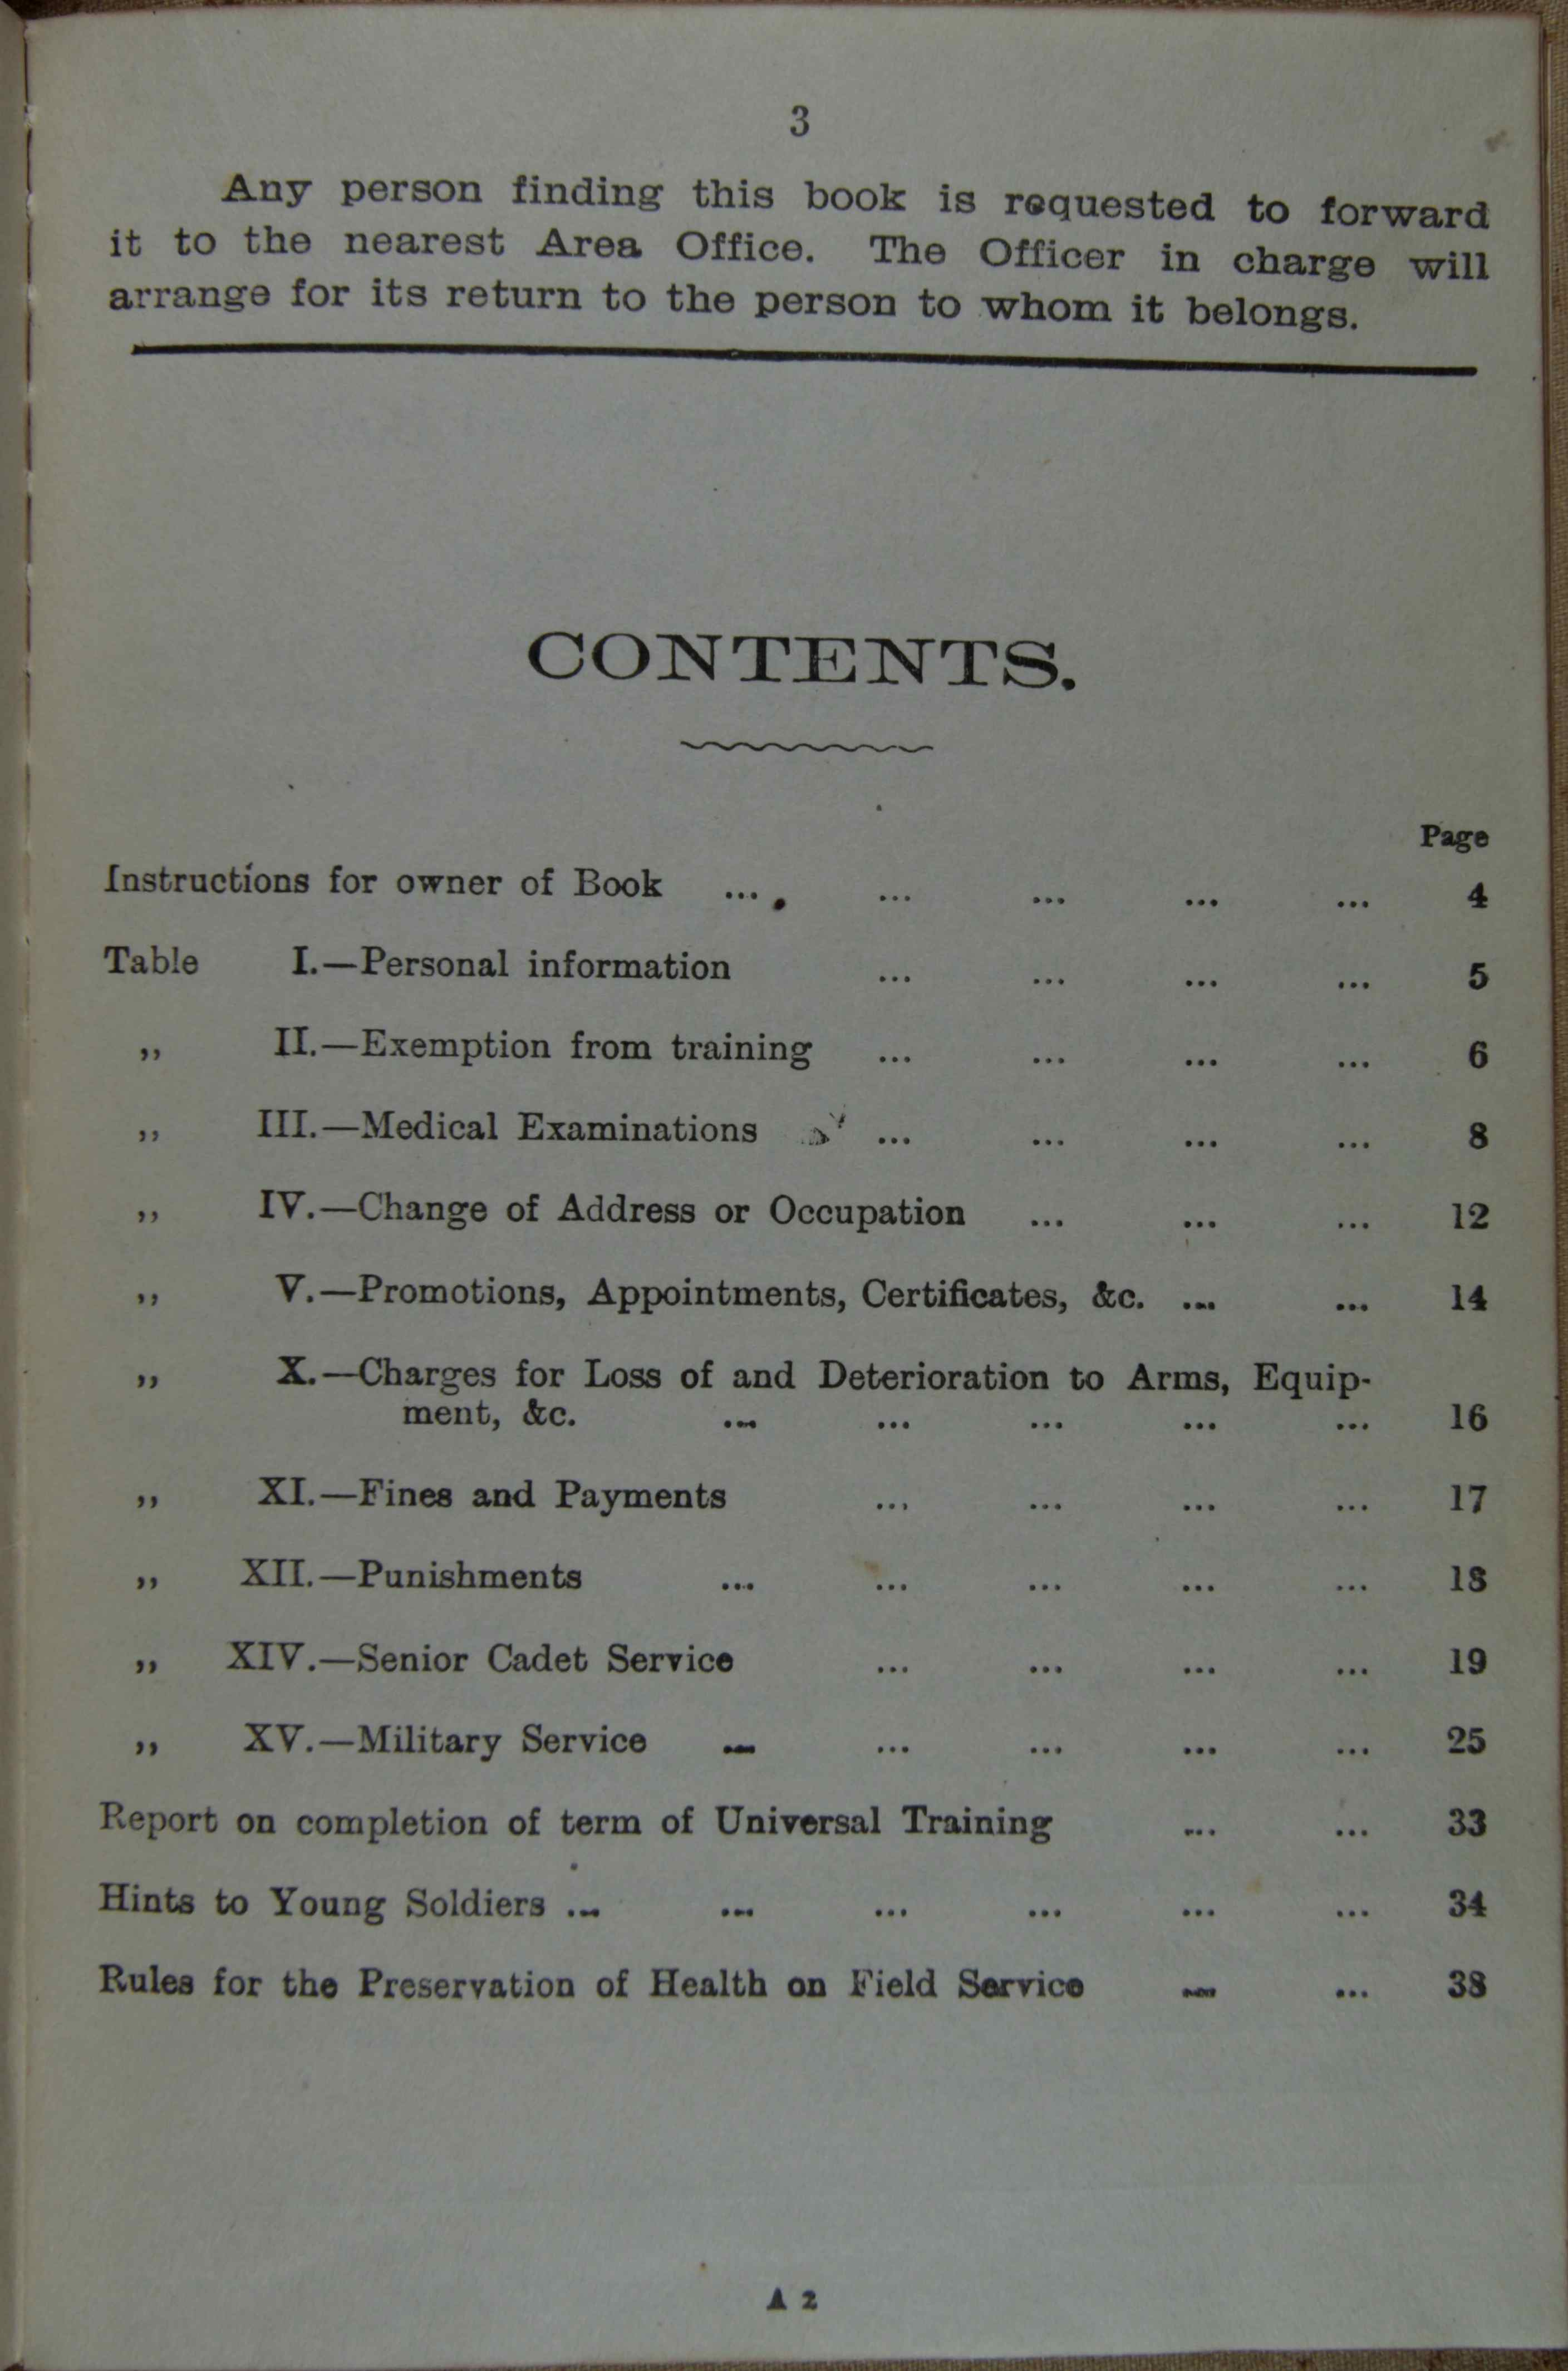 3
Any person finding this book is requested to forward
it to the nearest Area Office. The Officer in charge will
arrange for its return to the person to whom it belongs.
CONTENTS.
Page
Instructions for owner of Book ... ... ... ... ... 4
Table I.—Personal information ... ... ... ... 5
,, II.—Exemption from training ... ... ... ... 6
,, III.—Medical Examinations ... ... ... ... 8
,, IV.—Change of Address or Occupation ... ... ... 12
,, V.—Promotions, Appointments, Certificates, &c. ... ... 14
,, X.—Charges for Loss of and Deterioration to Arms, Equip-
ment, &c. ... ... ... ... ... 16
,, XI.—Fines and Payments ... ... ... ... 17
,, XII.—Punishments ... ... ... ... ... 18
,, XIV.—Senior Cadet Service ... ... ... ... 19
,, XV.—Military Service ... ... ... ... ... 25
Report on completion of term of Universal Training ... ... 33
Hints to Young Soldiers ... ... ... ... ... ... 34
Rules for the Preservation of Health on Field Service ... ... 38
A 2